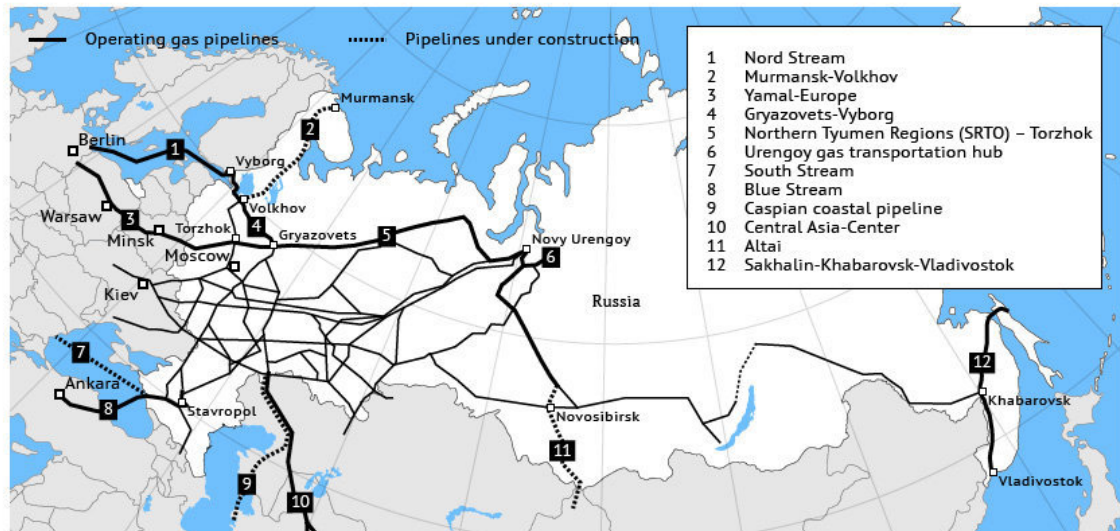 Operating gas pipelines
Pipelines under construction
1 Nord Stream
2 Murmansk-Volkhov
3 Yamal-Europe
4 Gryazovets-Vyborg
5 Northern Tyumen Regions (SRTO) – Torzhok
6 Urengoy gas transportation hub
7 South Stream
8 Blue Stream
9 Caspian coastal pipeline
10 Central Asia-Center
11 Altai
12 Sakhalin-Khabarovsk-Vladivostok
Murmansk
2
Berlin
1
Vyborg
Volkhov
Warsaw
3
Minsk
Torzhok
4
Gryazovets
5
Novy Urengoy
6
Moscow
Kiev
Russia
7
Ankara
8
Stavropol
12
Khabarovsk
Novosibirsk
11
9
10
Vladivostok